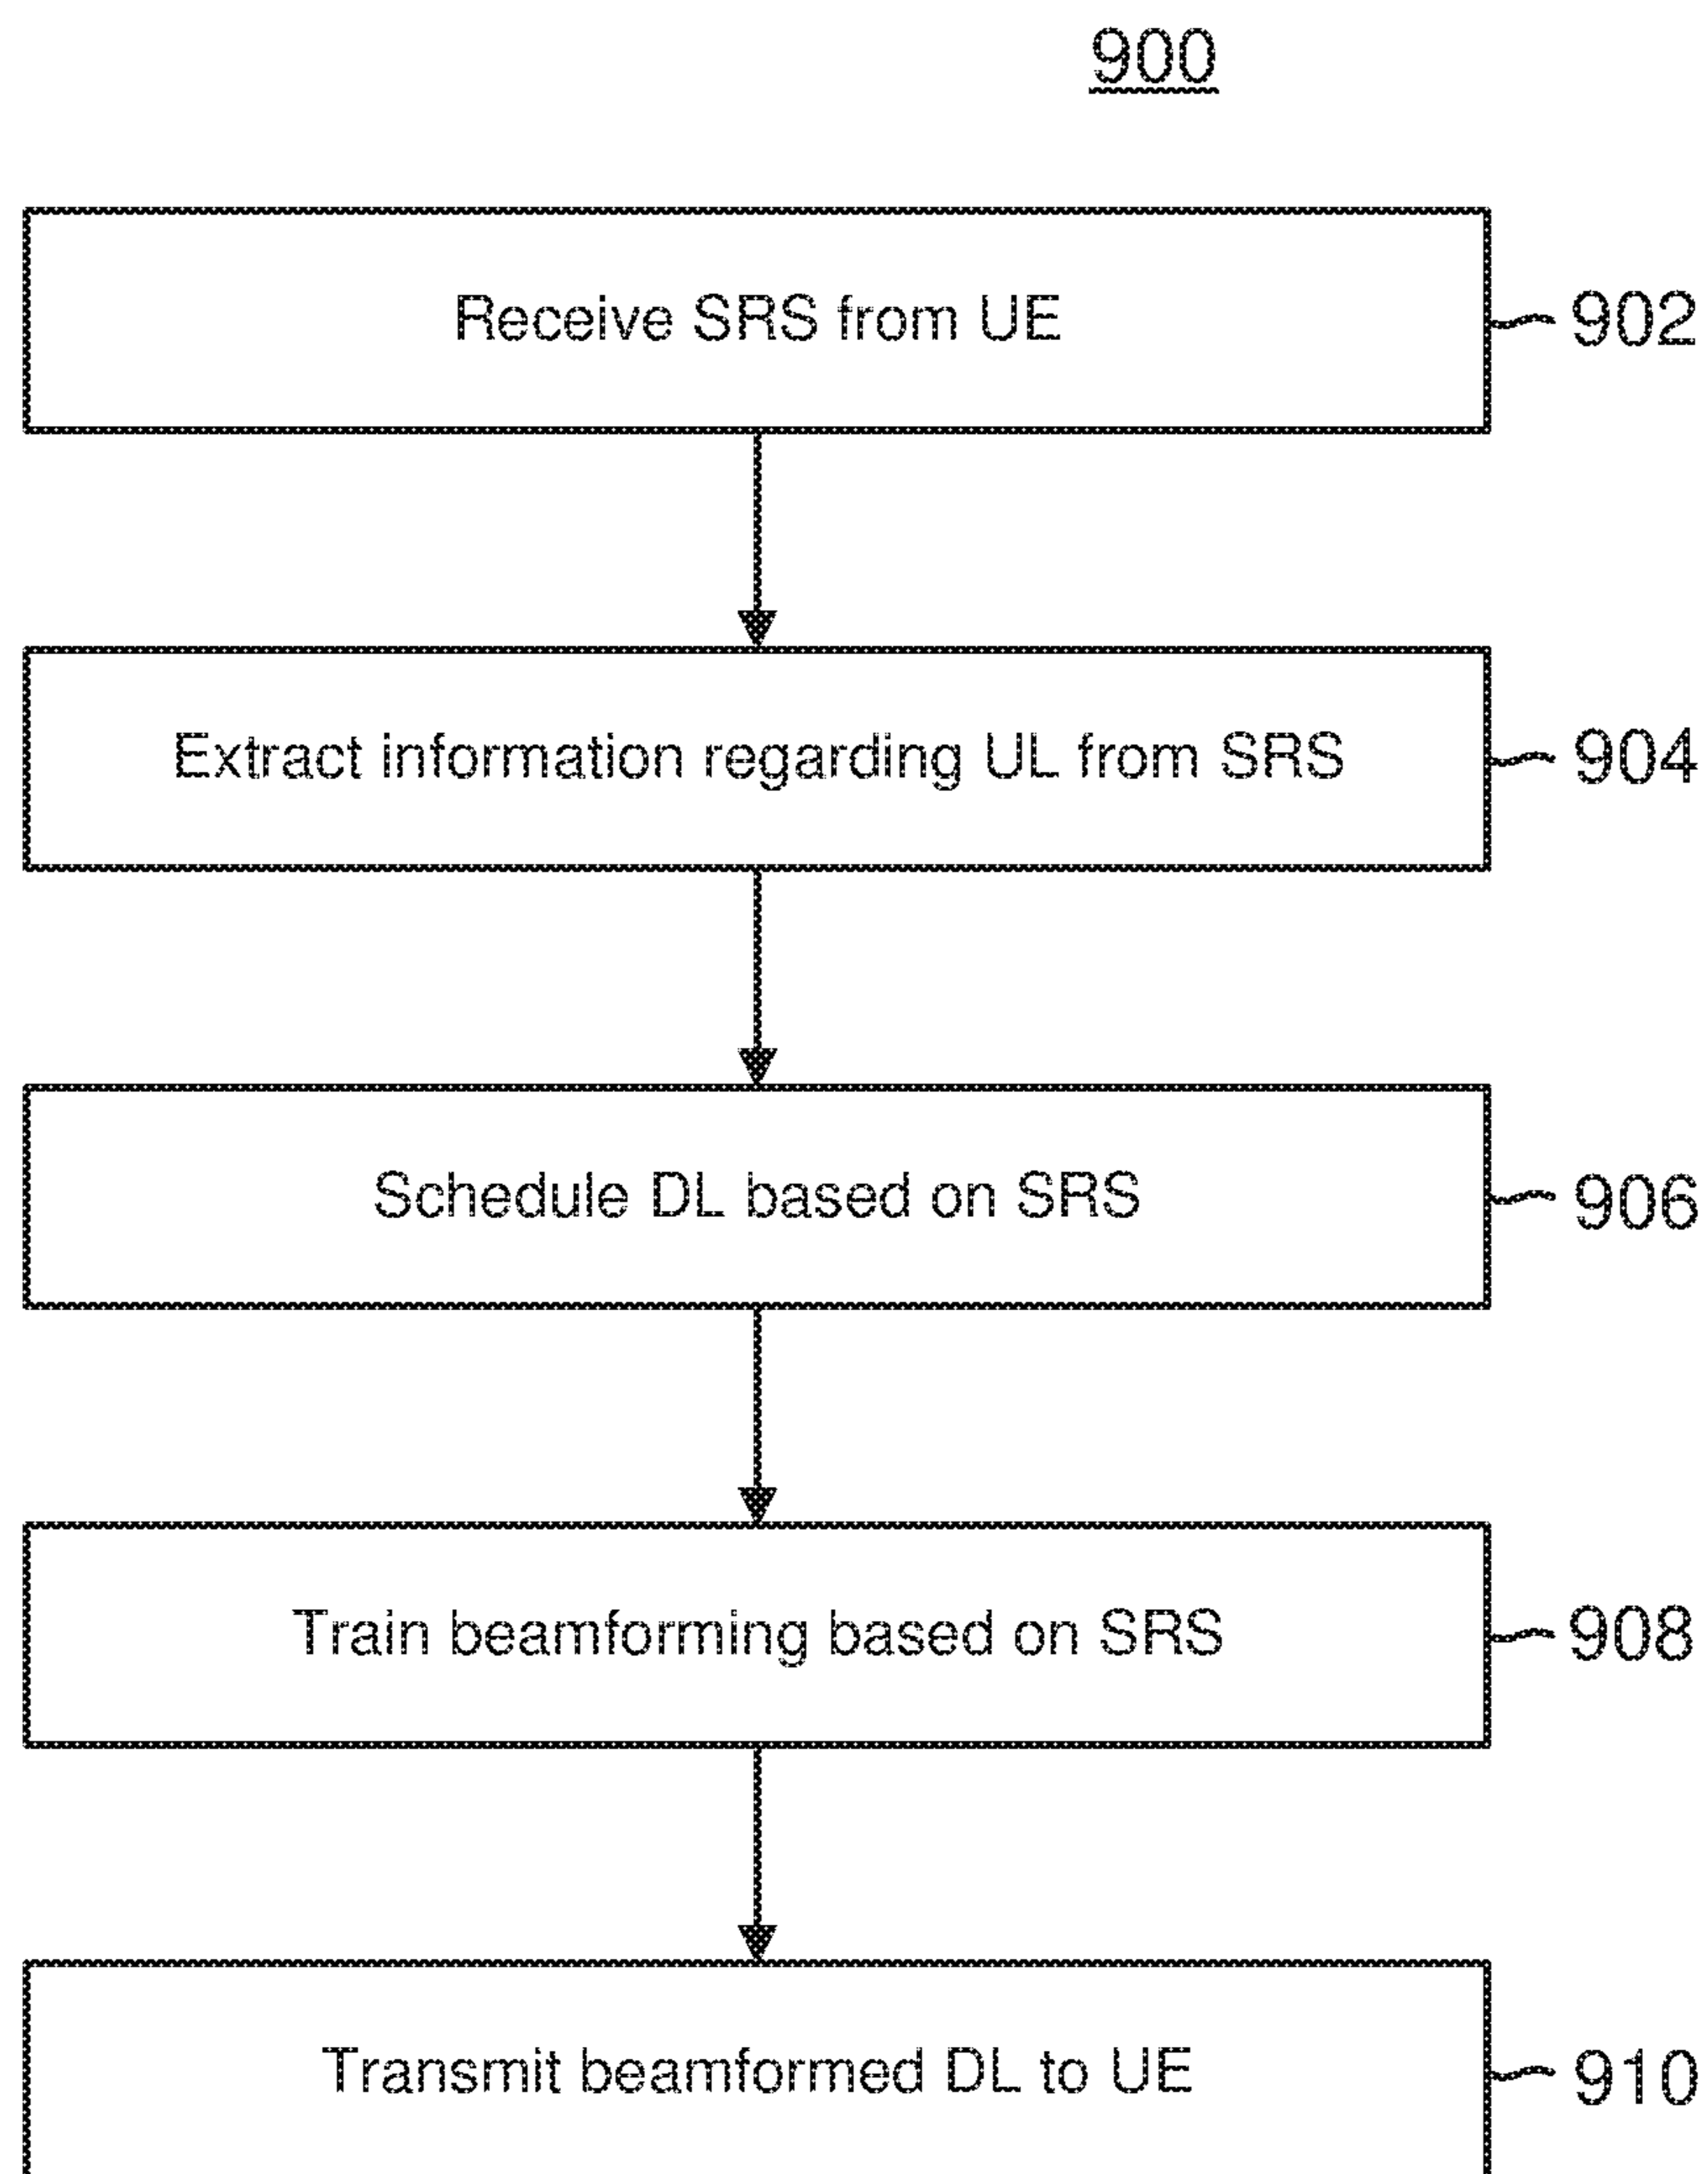 900
Receive SRS from UE
902
Extract information regarding UL from SRS
904
Schedule DL based on SRS
906
Train beamforming based on SRS
908
Transmit beamformed DL to UE
910